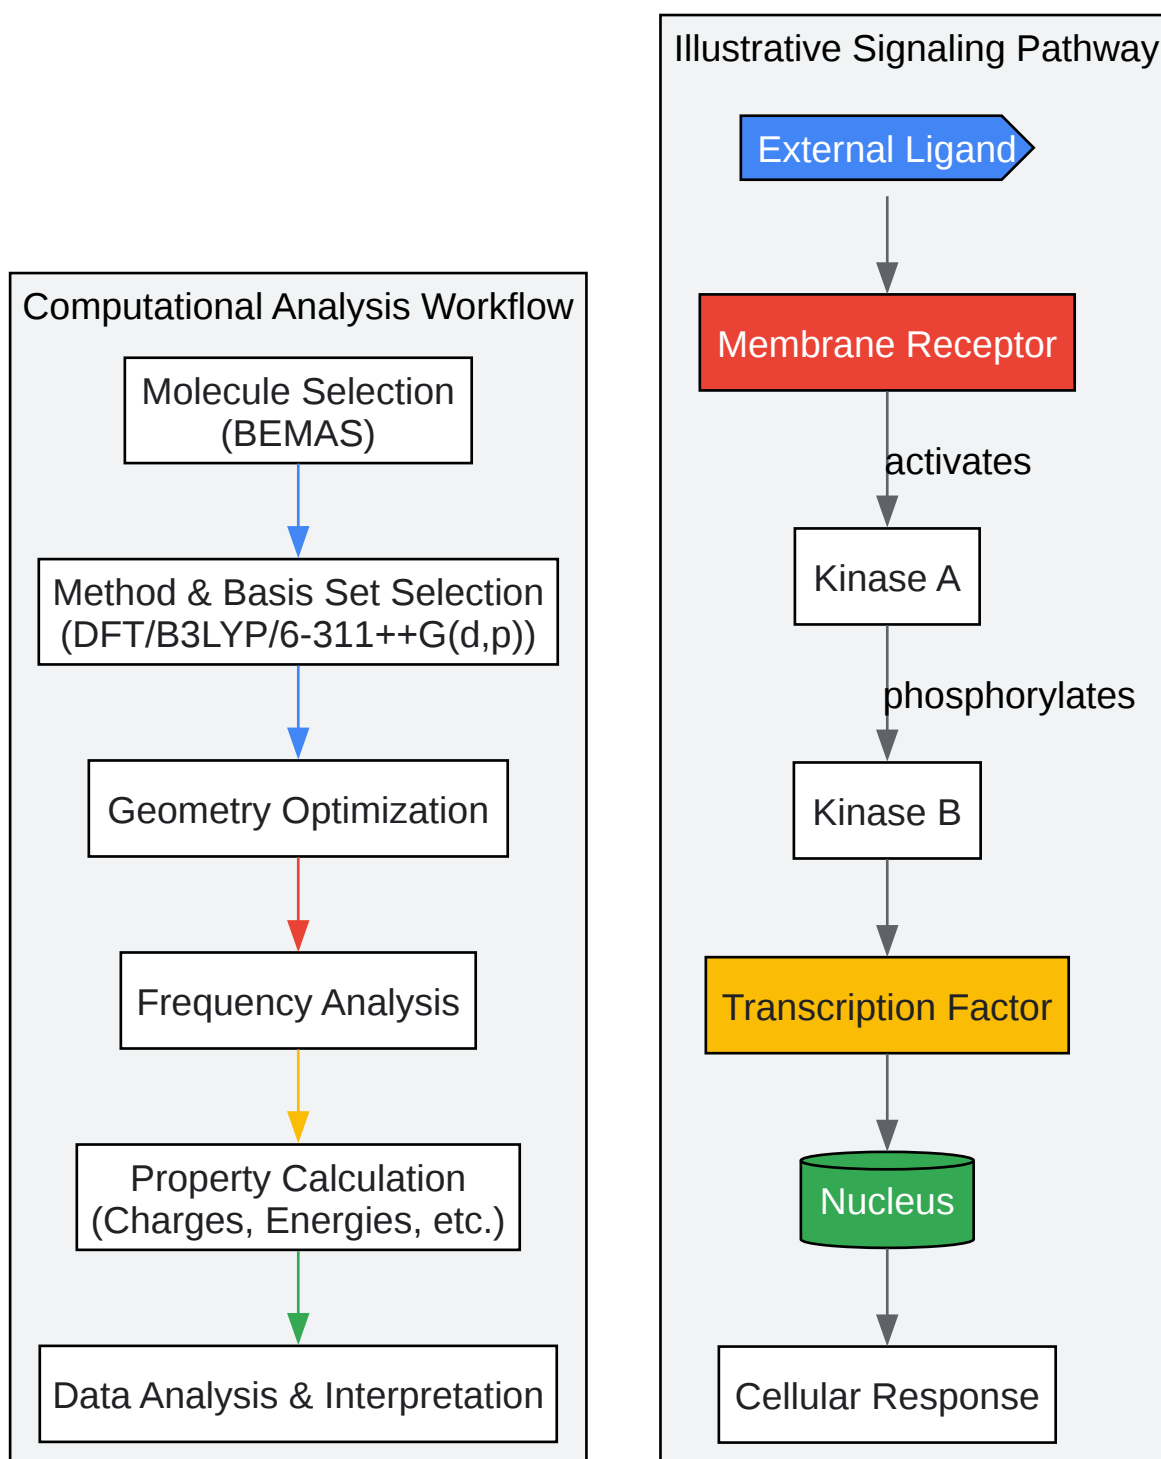 Computational Analysis Workflow
Molecule Selection
(BEMAS)
Method & Basis Set Selection
(DFT/B3LYP/6-311++G(d,p))
Geometry Optimization
Frequency Analysis
Property Calculation
(Charges, Energies, etc.)
Data Analysis & Interpretation
Illustrative Signaling Pathway
External Ligand
Membrane Receptor
activates
Kinase A
phosphorylates
Kinase B
Transcription Factor
Nucleus
Cellular Response